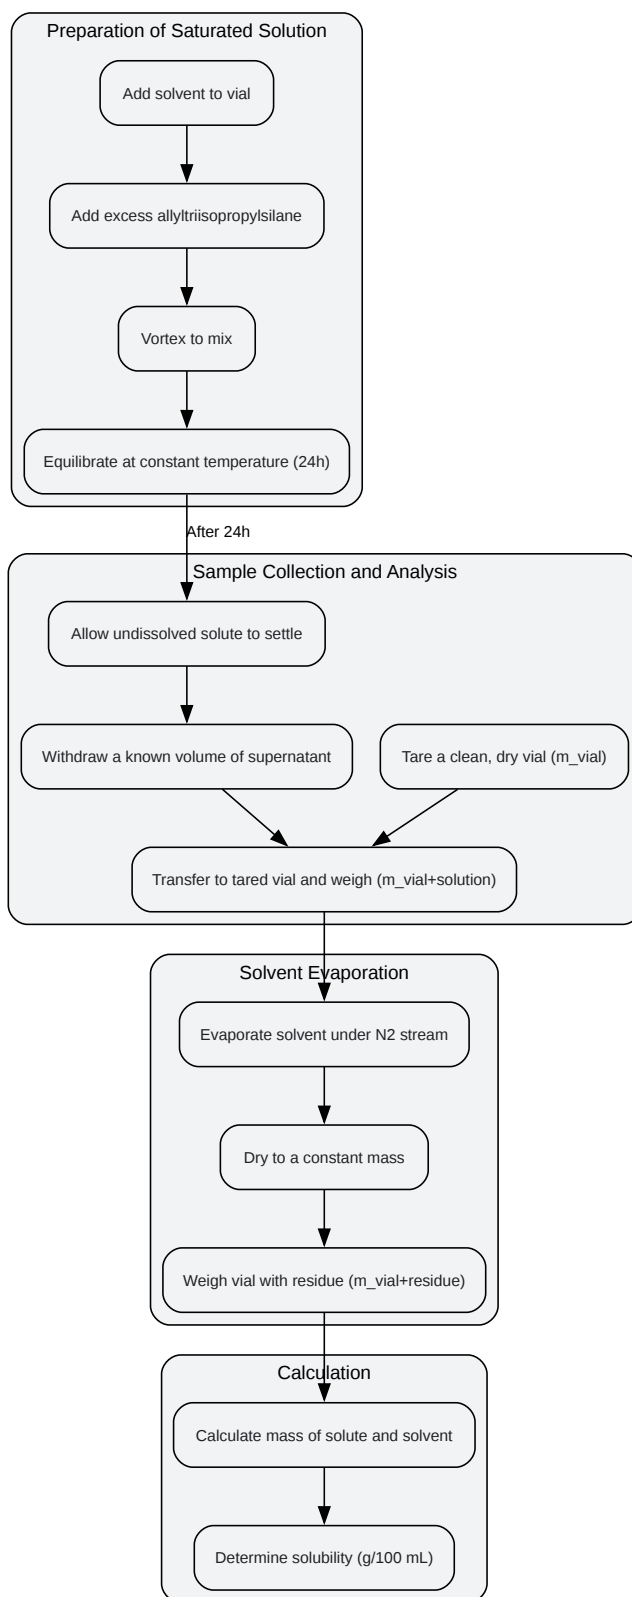 Preparation of Saturated Solution
Add solvent to vial
Add excess allyltriisopropylsilane
Vortex to mix
Equilibrate at constant temperature (24h)
After 24h
Sample Collection and Analysis
Allow undissolved solute to settle
Withdraw a known volume of supernatant
Tare a clean, dry vial (m_vial)
Transfer to tared vial and weigh (m_vial+solution)
Solvent Evaporation
Evaporate solvent under N2 stream
Dry to a constant mass
Weigh vial with residue (m_vial+residue)
Calculation
Calculate mass of solute and solvent
Determine solubility (g/100 mL)